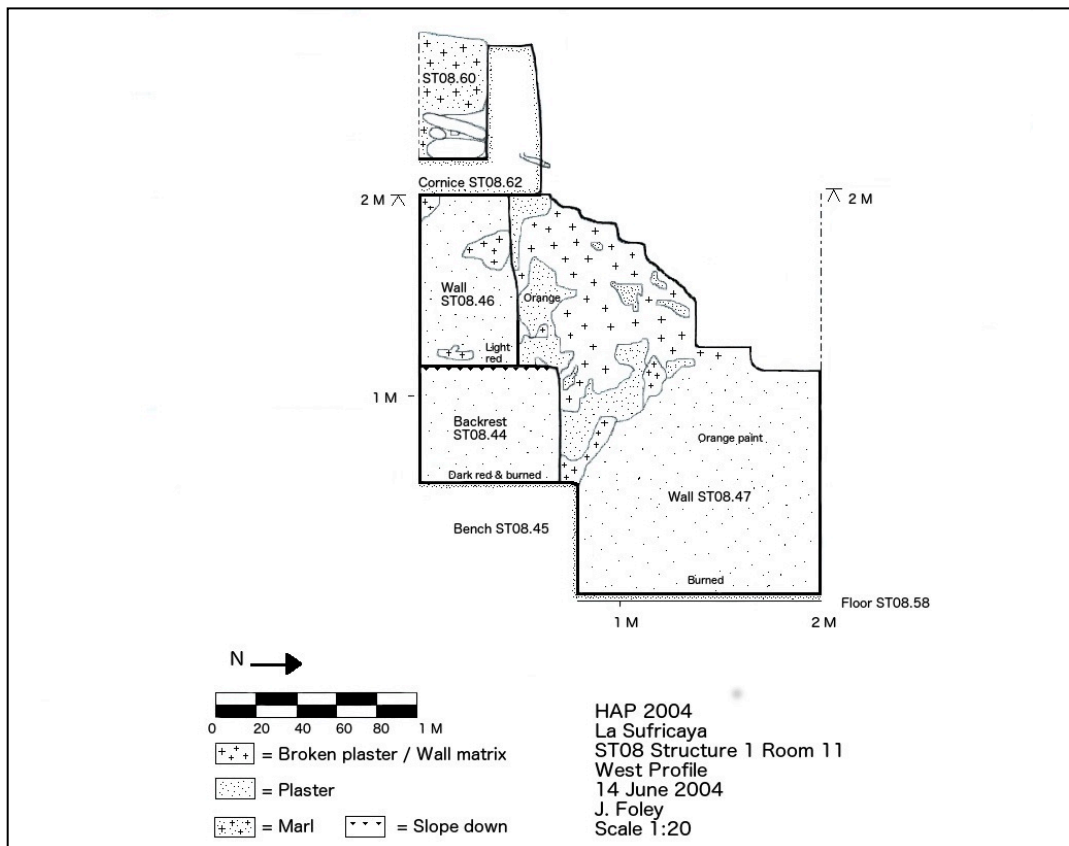 ST08.60
Cornice ST08.62
2 M
2 M
Wall
ST08.46
Orange
Light
red
1 M
Backrest
ST08.44
Orange paint
Dark red & burned
Wall ST08.47
Bench ST08.45
Burned
Floor ST08.58
1 M
2 M
N
0 20 40 60 80 1 M
= Broken plaster / Wall matrix
= Plaster
= Marl
= Slope down
HAP 2004
La Sufricaya
ST08 Structure 1 Room 11
West Profile
14 June 2004
J. Foley
Scale 1:20